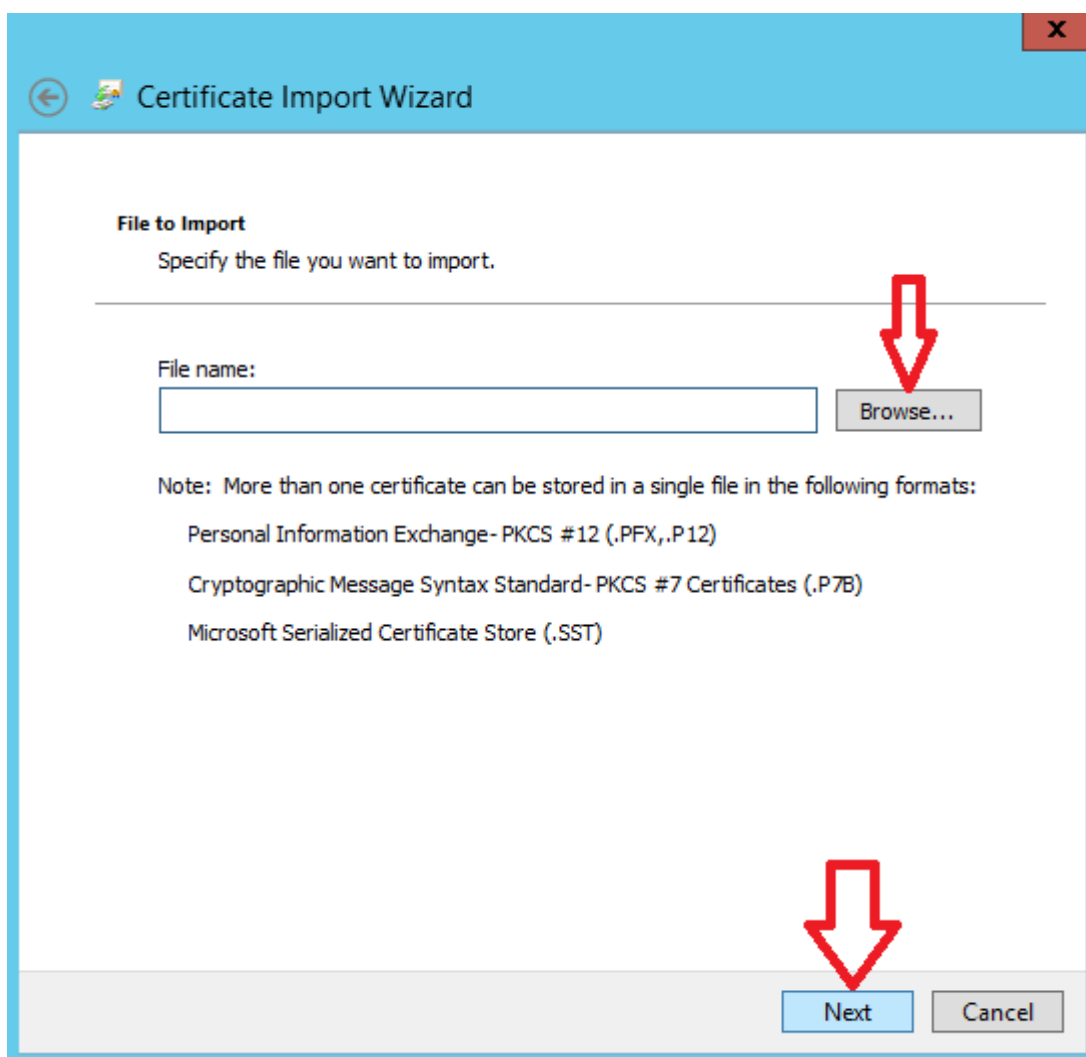 x
Certificate Import Wizard
File to Import
Specify the file you want to import.
File name:
Browse...
Note: More than one certificate can be stored in a single file in the following formats:
Personal Information Exchange- PKCS #12 (.PFX,.P12)
Cryptographic Message Syntax Standard- PKCS #7 Certificates (.P7B)
Microsoft Serialized Certificate Store (.SST)
Next Cancel